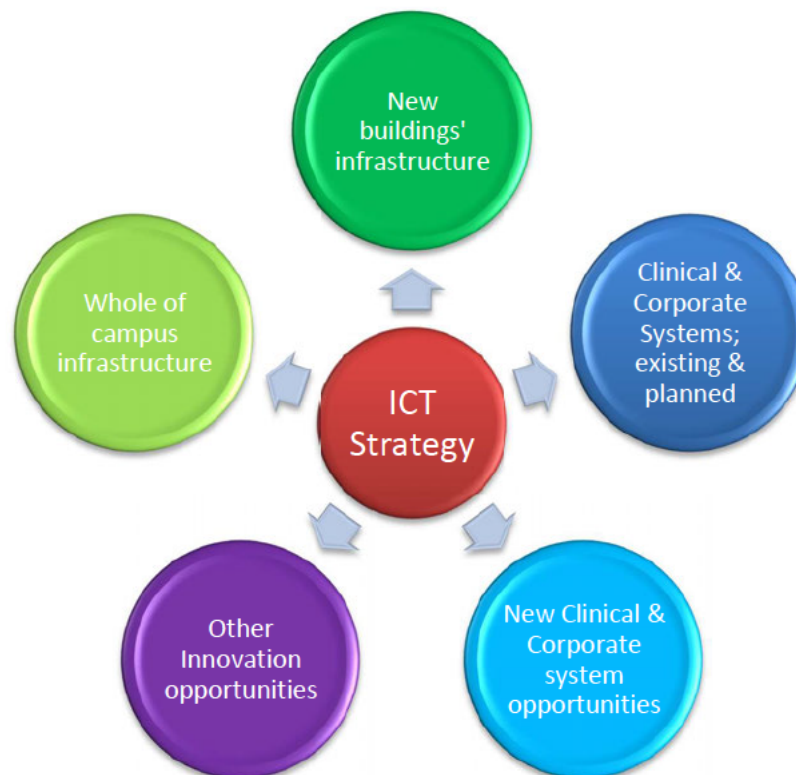 New
buildings'
infrastructure
Clinical &
Corporate
Systems;
existing &
planned
New Clinical &
Corporate
system
opportunities
Other
Innovation
opportunities
Whole of
campus
infrastructure
ICT
Strategy